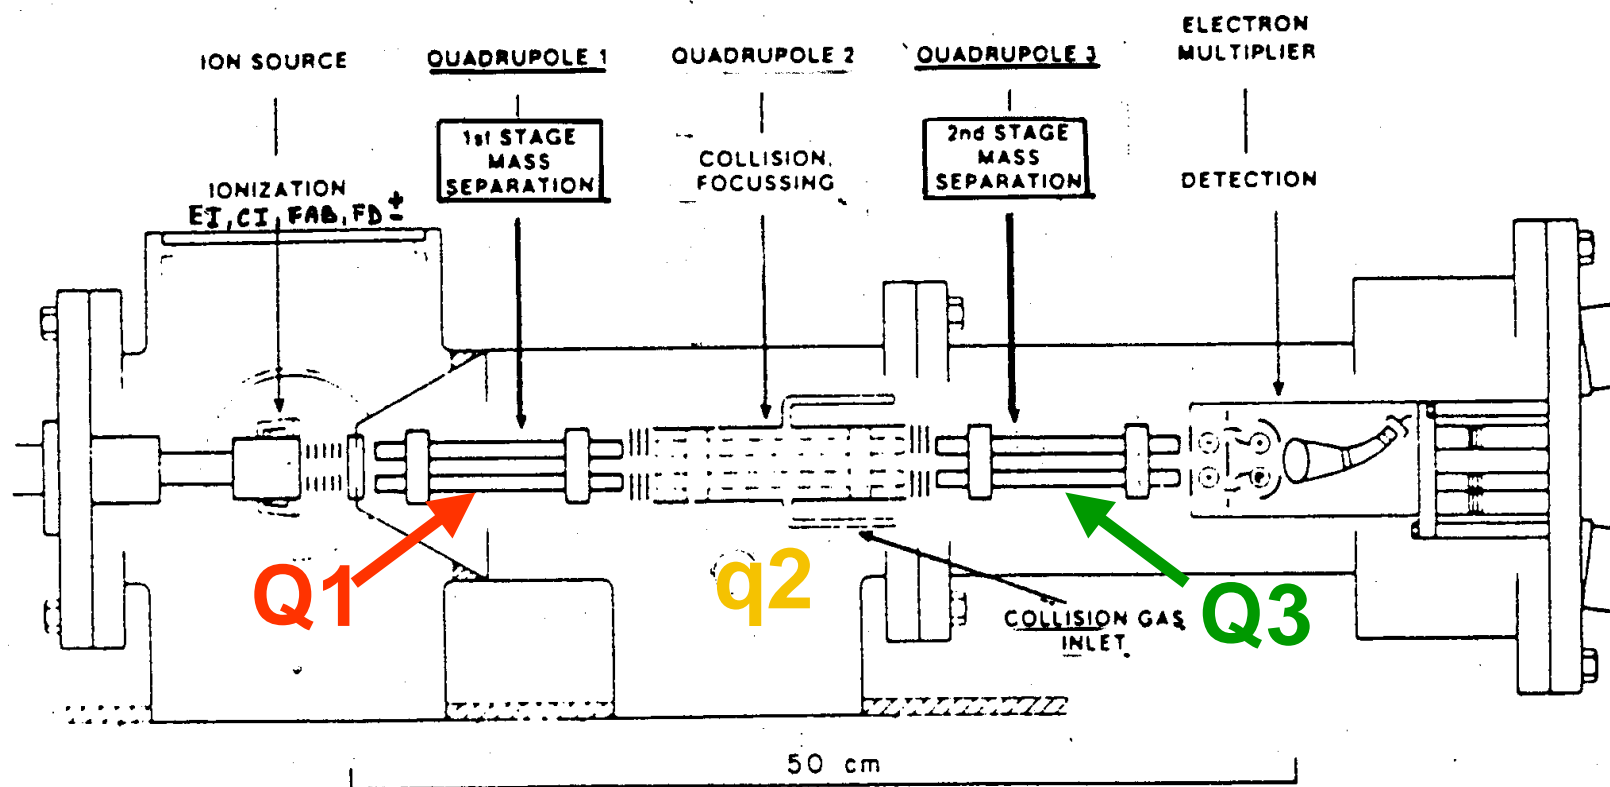 ION SOURCE
IONIZATION
EI, CI, FAB, FD ±
QUADRUPOLE 1
1st STAGE
MASS
SEPARATION
QUADRUPOLE 2
COLLISION,
FOCUSSING
QUADRUPOLE 3
2nd STAGE
MASS
SEPARATION
ELECTRON
MULTIPLIER
DETECTION
Q1
q2
Q3
COLLISION GAS
INLET
50 cm